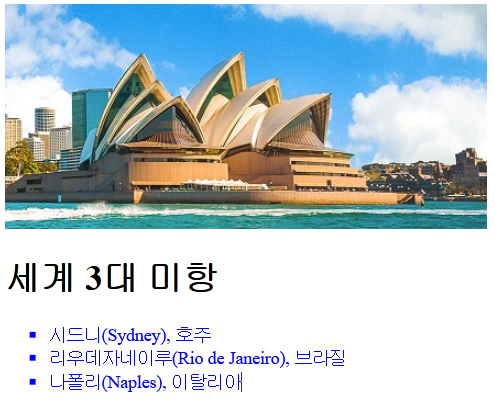 세계 3대 미항
시드니(Sydney), 호주
리우데자네이루(Rio de Janeiro), 브라질
나폴리(Naples), 이탈리아